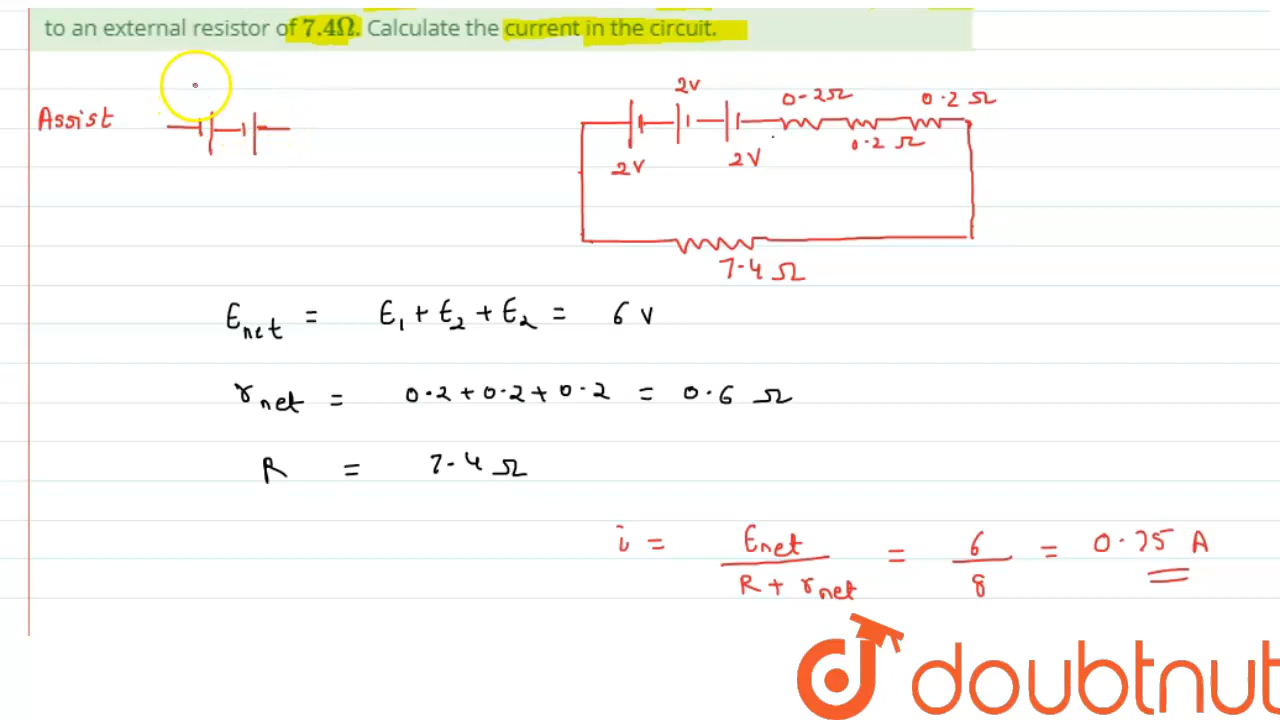 to an external resistor of 7.4Ω. Calculate the current in the circuit.
Assist
2V
0.2Ω
0.2 Ω
0.2 Ω
2V
2V
7.4 Ω
Enet = E1 + E2 + E2 = 6 V
rnet = 0.2 + 0.2 + 0.2 = 0.6 Ω
R = 7.4 Ω
i = Enet / R + rnet = 6 / 8 = 0.75 A
doubtnut